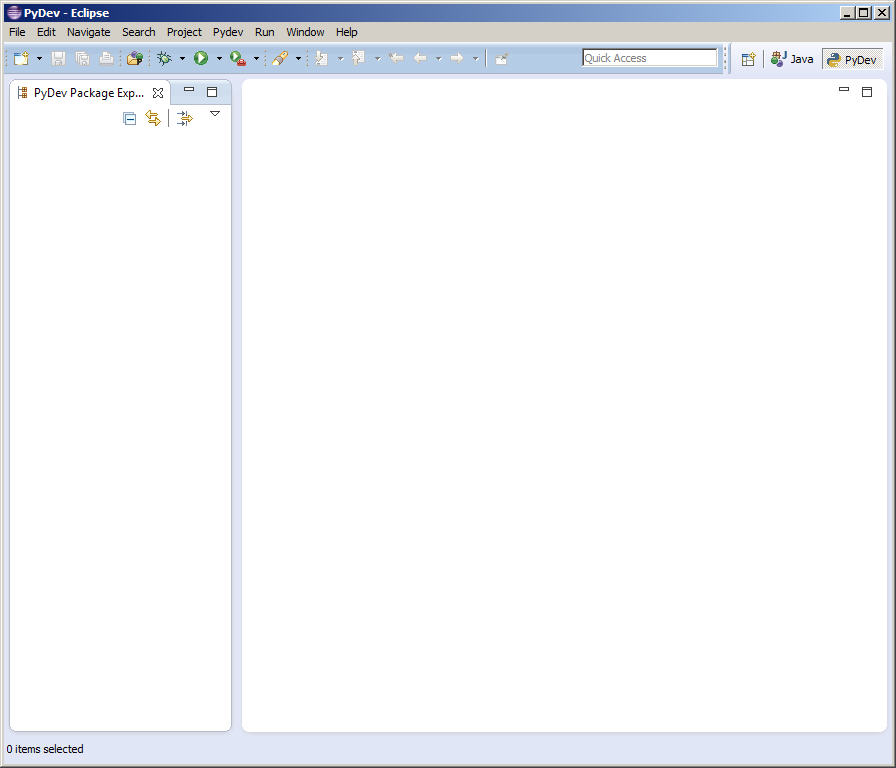 PyDev - Eclipse
File Edit Navigate Search Project Pydev Run Window Help
Quick Access
Java
PyDev
PyDev Package Exp...
0 items selected